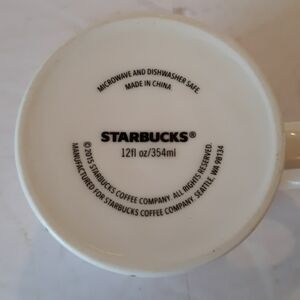 MICROWAVE AND DISHWASHER SAFE.
MADE IN CHINA
STARBUCKS®
12fl oz/354ml
©2015 STARBUCKS COFFEE COMPANY. ALL RIGHTS RESERVED.
MANUFACTURED FOR STARBUCKS COFFEE COMPANY, SEATTLE, WA 98134